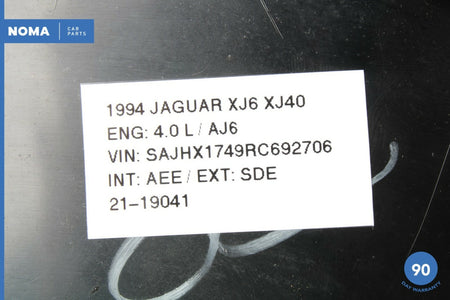 NOMA CAR
PARTS
1994 JAGUAR XJ6 XJ40
ENG: 4.0 L / AJ6
VIN: SAJHX1749RC692706
INT: AEE / EXT: SDE
21-19041
90
DAY WARRANTY